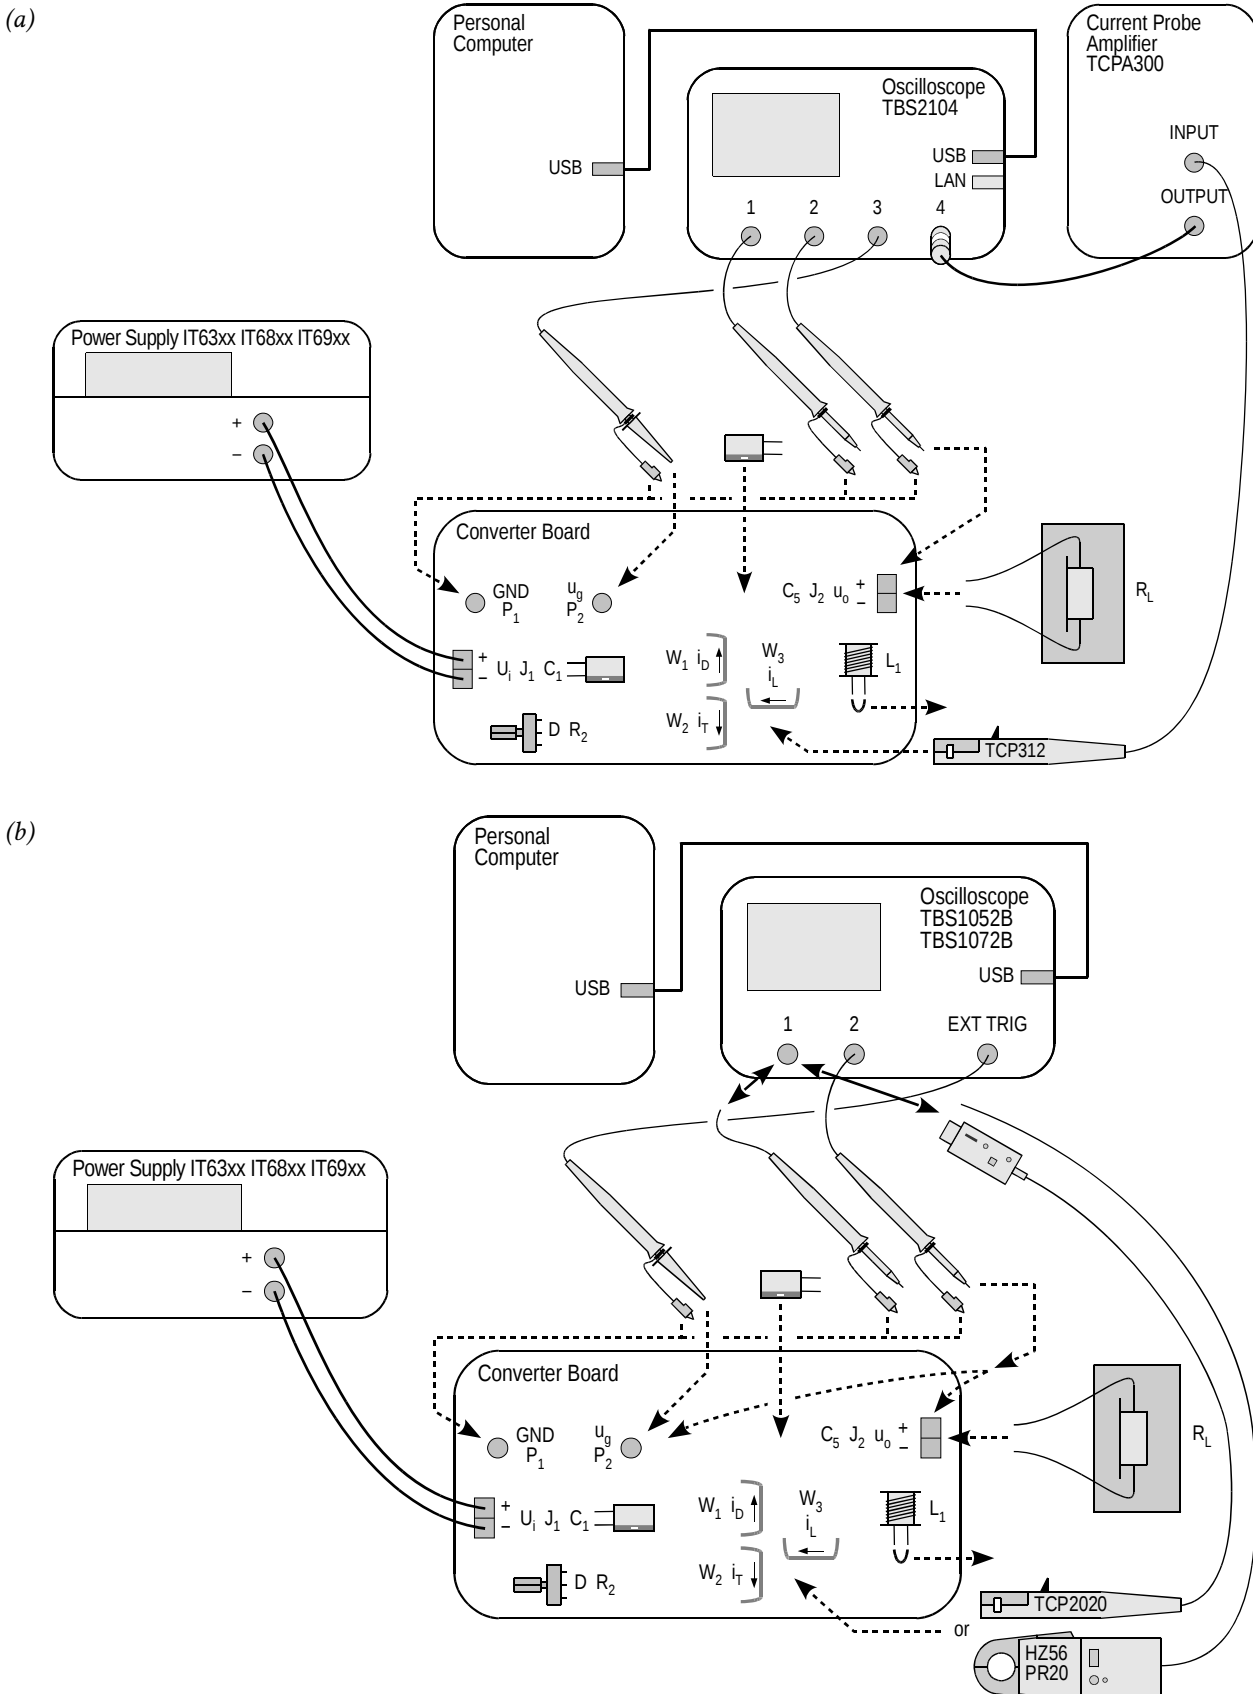 (a)
Personal
Computer
USB
Oscilloscope
TBS2104
USB
LAN
1 2 3 4
Current Probe
Amplifier
TCPA300
INPUT
OUTPUT
Power Supply IT63xx IT68xx IT69xx
+
−
Converter Board
GND
P1
ug
P2
C5 J2 uo +
−
RL
+
− Ui J1 C1
W1 iD
W3
iL
L1
D R2
W2 iT
TCP312
(b)
Personal
Computer
USB
Oscilloscope
TBS1052B
TBS1072B
USB
1 2 EXT TRIG
Power Supply IT63xx IT68xx IT69xx
+
−
Converter Board
GND
P1
ug
P2
C5 J2 uo +
−
RL
+
− Ui J1 C1
W1 iD
W3
iL
L1
D R2
W2 iT
TCP2020
or
HZ56
PR20